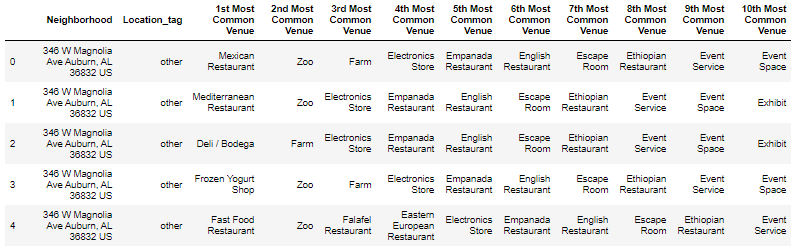 Neighborhood Location_tag 1st Most Common Venue 2nd Most Common Venue 3rd Most Common Venue 4th Most Common Venue 5th Most Common Venue 6th Most Common Venue 7th Most Common Venue 8th Most Common Venue 9th Most Common Venue 10th Most Common Venue
0 346 W Magnolia Ave Auburn, AL 36832 US other Mexican Restaurant Zoo Farm Electronics Store Empanada Restaurant English Restaurant Escape Room Ethiopian Restaurant Event Service Event Space
1 346 W Magnolia Ave Auburn, AL 36832 US other Mediterranean Restaurant Zoo Electronics Store Empanada Restaurant English Restaurant Escape Room Ethiopian Restaurant Event Service Event Space Exhibit
2 346 W Magnolia Ave Auburn, AL 36832 US other Deli / Bodega Farm Electronics Store Empanada Restaurant English Restaurant Escape Room Ethiopian Restaurant Event Service Event Space Exhibit
3 346 W Magnolia Ave Auburn, AL 36832 US other Frozen Yogurt Shop Zoo Farm Electronics Store Empanada Restaurant English Restaurant Escape Room Ethiopian Restaurant Event Service Event Space
4 346 W Magnolia Ave Auburn, AL 36832 US other Fast Food Restaurant Zoo Falafel Restaurant Eastern European Restaurant Electronics Store Empanada Restaurant English Restaurant Escape Room Ethiopian Restaurant Event Service